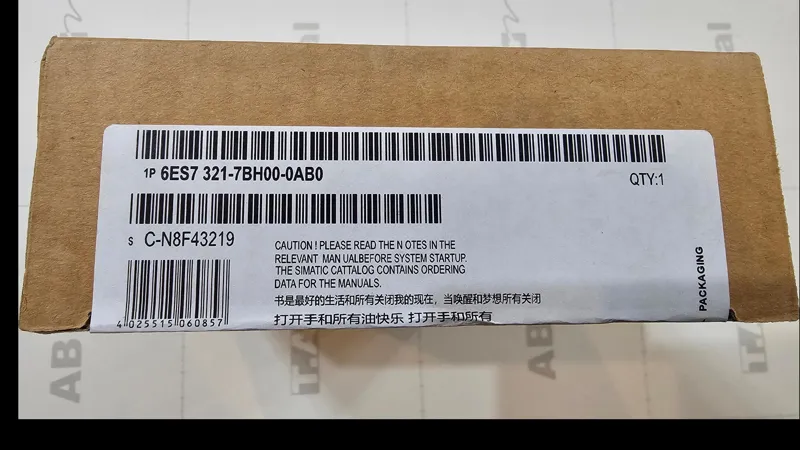 1P 6ES7 321-7BH00-0AB0
QTY:1
S C-N8F43219
CAUTION ! PLEASE READ THE N OTES IN THE
RELEVANT MAN UALBEFORE SYSTEM STARTUP.
THE SIMATIC CATTALOG CONTAINS ORDERING
DATA FOR THE MANUALS.
书是最好的生活和所有关闭我的现在，当唤醒和梦想所有关闭
打开手和所有油快乐 打开手和所有
4 025515 060857
PACKAGING